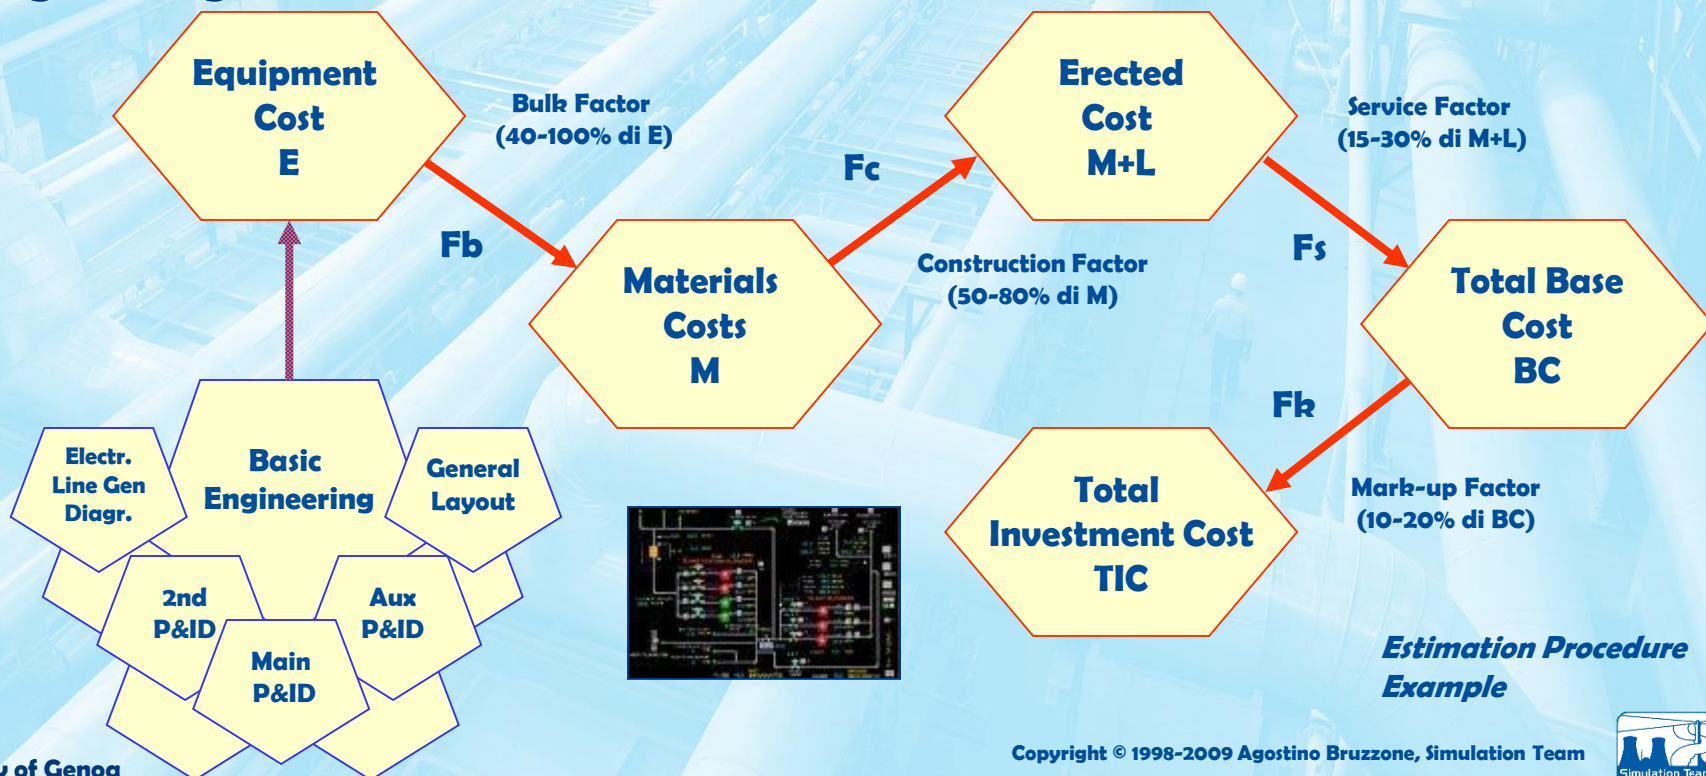 Equipment
Cost
E
Bulk Factor
(40-100% di E)
Fb
Materials
Costs
M
Fc
Construction Factor
(50-80% di M)
Erected
Cost
M+L
Service Factor
(15-30% di M+L)
Fs
Total Base
Cost
BC
Fk
Mark-up Factor
(10-20% di BC)
Total
Investment Cost
TIC
Electr.
Line Gen
Diagr.
Basic
Engineering
General
Layout
2nd
P&ID
Aux
P&ID
Main
P&ID
Estimation Procedure
Example
of Genoa
Copyright © 1998-2009 Agostino Bruzzone, Simulation Team
Simulation Team